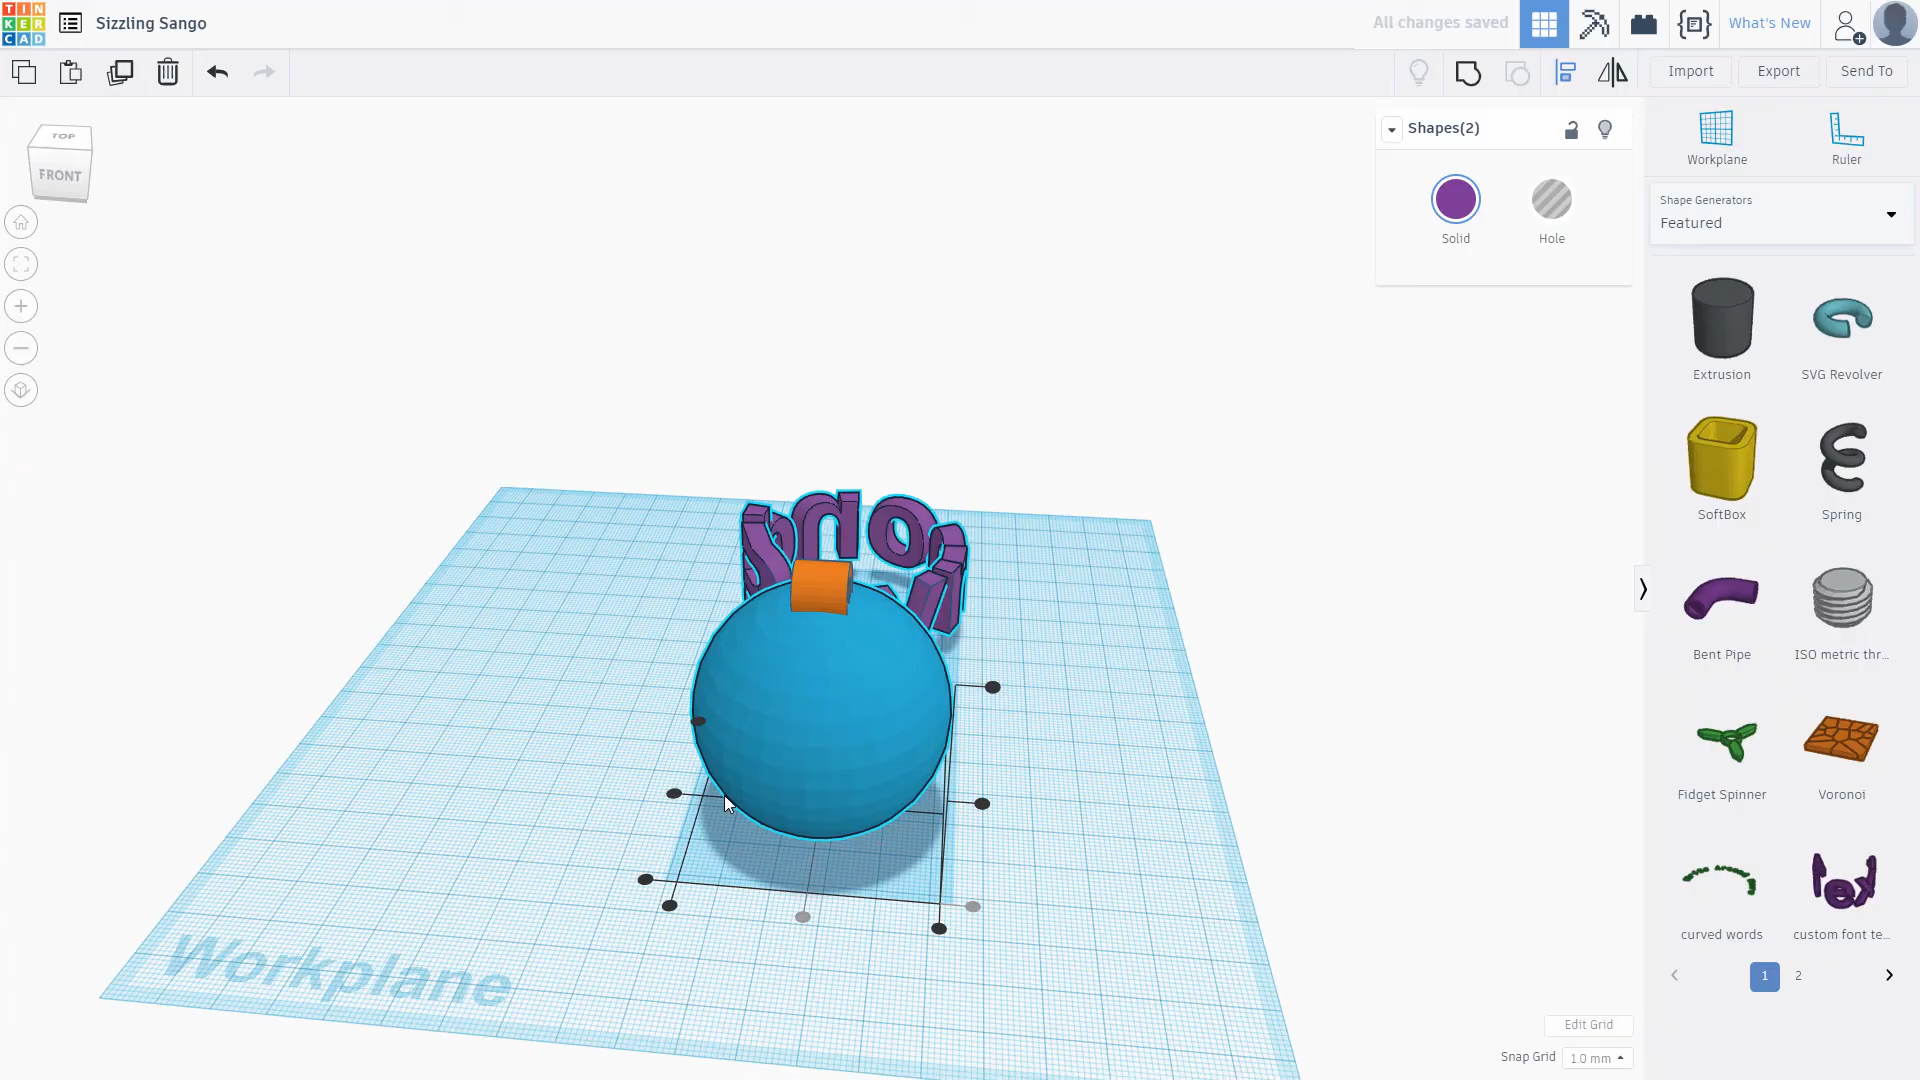 TIN
KER
CAD
Sizzling Sango
All changes saved
What's New
Import
Export
Send To
TOP
FRONT
Shapes(2)
Solid
Hole
Workplane
Ruler
Shape Generators
Featured
Extrusion
SVG Revolver
SoftBox
Spring
Bent Pipe
ISO metric thr...
Fidget Spinner
Voronoi
curved words
custom font te...
1
2
Workplane
Edit Grid
Snap Grid
1.0 mm